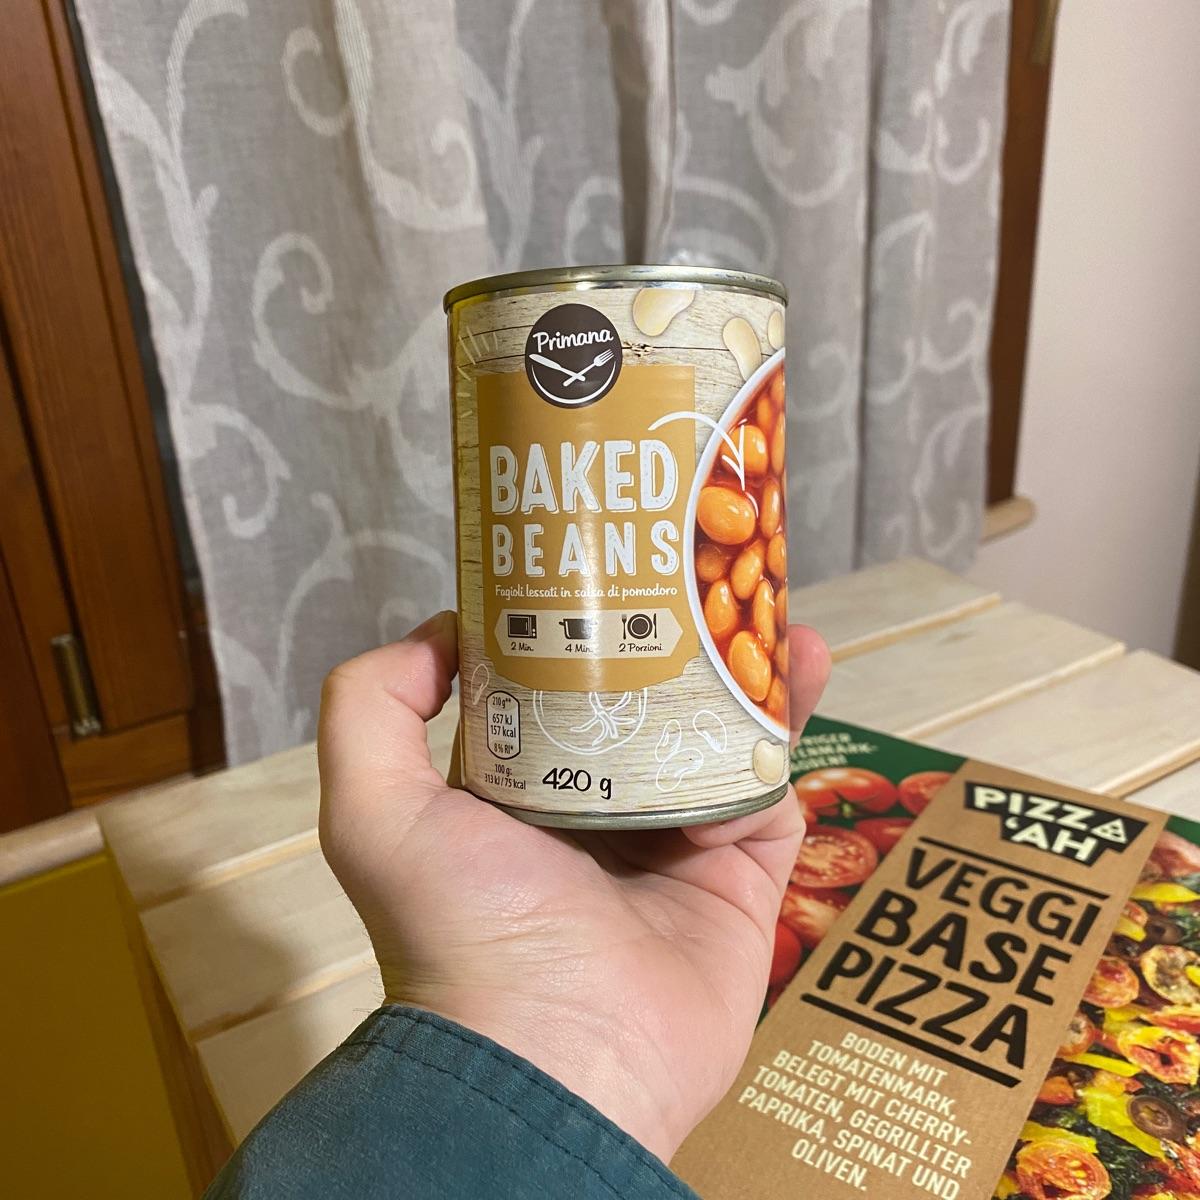 Primana
BAKED
BEANS
Fagioli lessati in salsa di pomodoro
2 Min.
4 Min.
2 Porzioni
210 g**
657 kJ
157 kcal
8 % RI*
100 g:
313 kJ / 75 kcal
420 g
PIZZ
'AH
VEGGI
BASE
PIZZA
BODEN MIT
TOMATENMARK,
BELEGT MIT CHERRY-
TOMATEN, GEGRILLTER
PAPRIKA, SPINAT UND
OLIVEN.